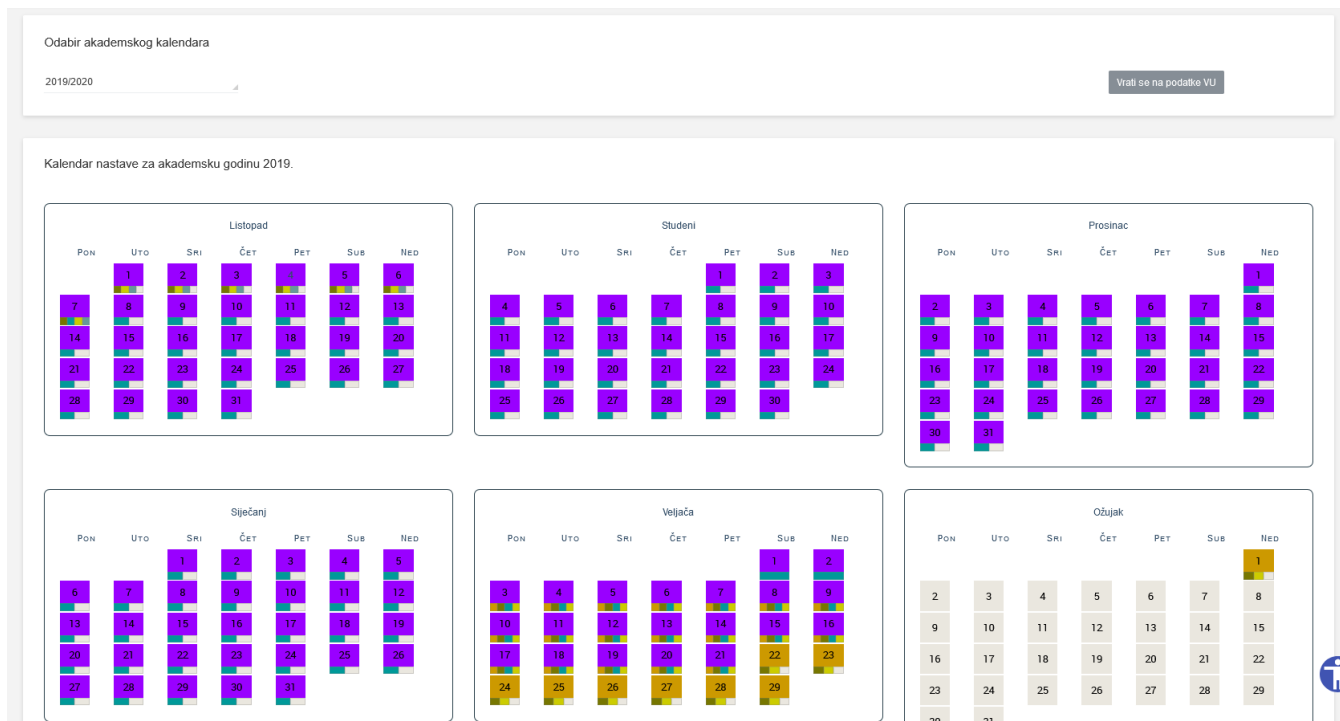 Odabir akademskog kalendara
2019/2020
Vrati se na podatke VU
Kalendar nastave za akademsku godinu 2019.
Listopad
Pon Uto Sri Čet Pet Sub Ned
1 2 3 4 5 6
7 8 9 10 11 12 13
14 15 16 17 18 19 20
21 22 23 24 25 26 27
28 29 30 31
Studeni
Pon Uto Sri Čet Pet Sub Ned
1 2 3
4 5 6 7 8 9 10
11 12 13 14 15 16 17
18 19 20 21 22 23 24
25 26 27 28 29 30
Prosinac
Pon Uto Sri Čet Pet Sub Ned
1
2 3 4 5 6 7 8
9 10 11 12 13 14 15
16 17 18 19 20 21 22
23 24 25 26 27 28 29
30 31
Siječanj
Pon Uto Sri Čet Pet Sub Ned
1 2 3 4 5
6 7 8 9 10 11 12
13 14 15 16 17 18 19
20 21 22 23 24 25 26
27 28 29 30 31
Veljača
Pon Uto Sri Čet Pet Sub Ned
1 2
3 4 5 6 7 8 9
10 11 12 13 14 15 16
17 18 19 20 21 22 23
24 25 26 27 28 29
Ožujak
Pon Uto Sri Čet Pet Sub Ned
1
2 3 4 5 6 7 8
9 10 11 12 13 14 15
16 17 18 19 20 21 22
23 24 25 26 27 28 29
30 31